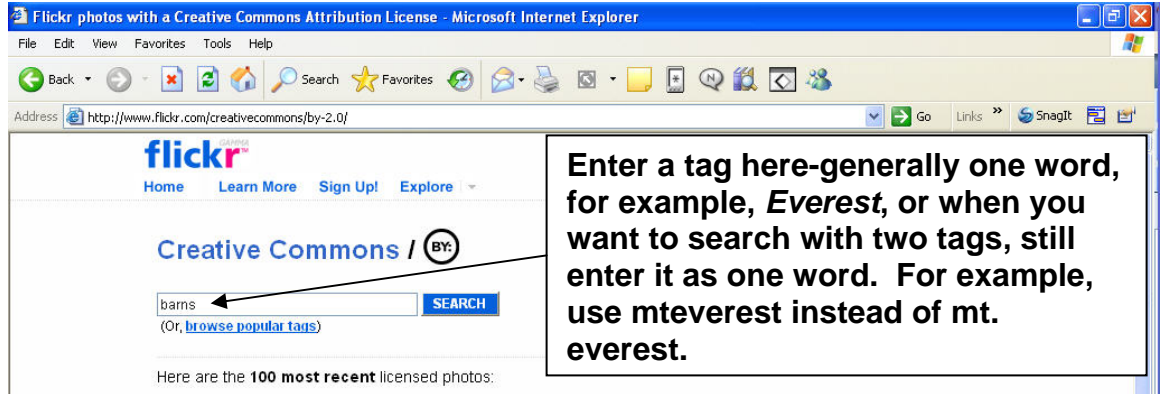 Flickr photos with a Creative Commons Attribution License - Microsoft Internet Explorer
File Edit View Favorites Tools Help
Back Search Favorites
Address http://www.flickr.com/creativecommons/by-2.0/ Go Links » SnagIt
flickr™ GAMMA
Home Learn More Sign Up! Explore
Creative Commons / BY:
barns SEARCH
(Or, browse popular tags)
Here are the 100 most recent licensed photos:
Enter a tag here-generally one word,
for example, Everest, or when you
want to search with two tags, still
enter it as one word. For example,
use mteverest instead of mt.
everest.